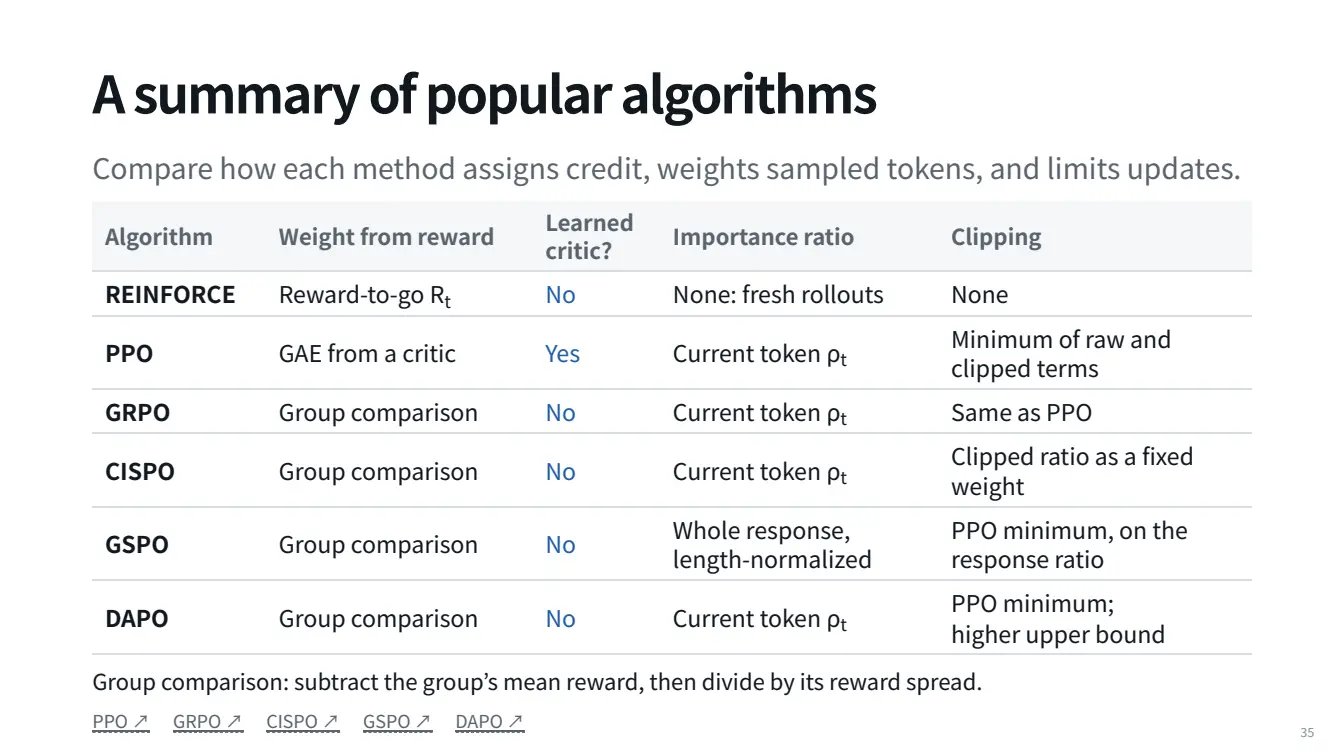 A summary of popular algorithms
Compare how each method assigns credit, weights sampled tokens, and limits updates.
Algorithm Weight from reward Learned critic? Importance ratio Clipping
REINFORCE Reward-to-go Rt No None: fresh rollouts None
PPO GAE from a critic Yes Current token ρt Minimum of raw and clipped terms
GRPO Group comparison No Current token ρt Same as PPO
CISPO Group comparison No Current token ρt Clipped ratio as a fixed weight
GSPO Group comparison No Whole response, length-normalized PPO minimum, on the response ratio
DAPO Group comparison No Current token ρt PPO minimum; higher upper bound
Group comparison: subtract the group’s mean reward, then divide by its reward spread.
PPO ↗ GRPO ↗ CISPO ↗ GSPO ↗ DAPO ↗
35